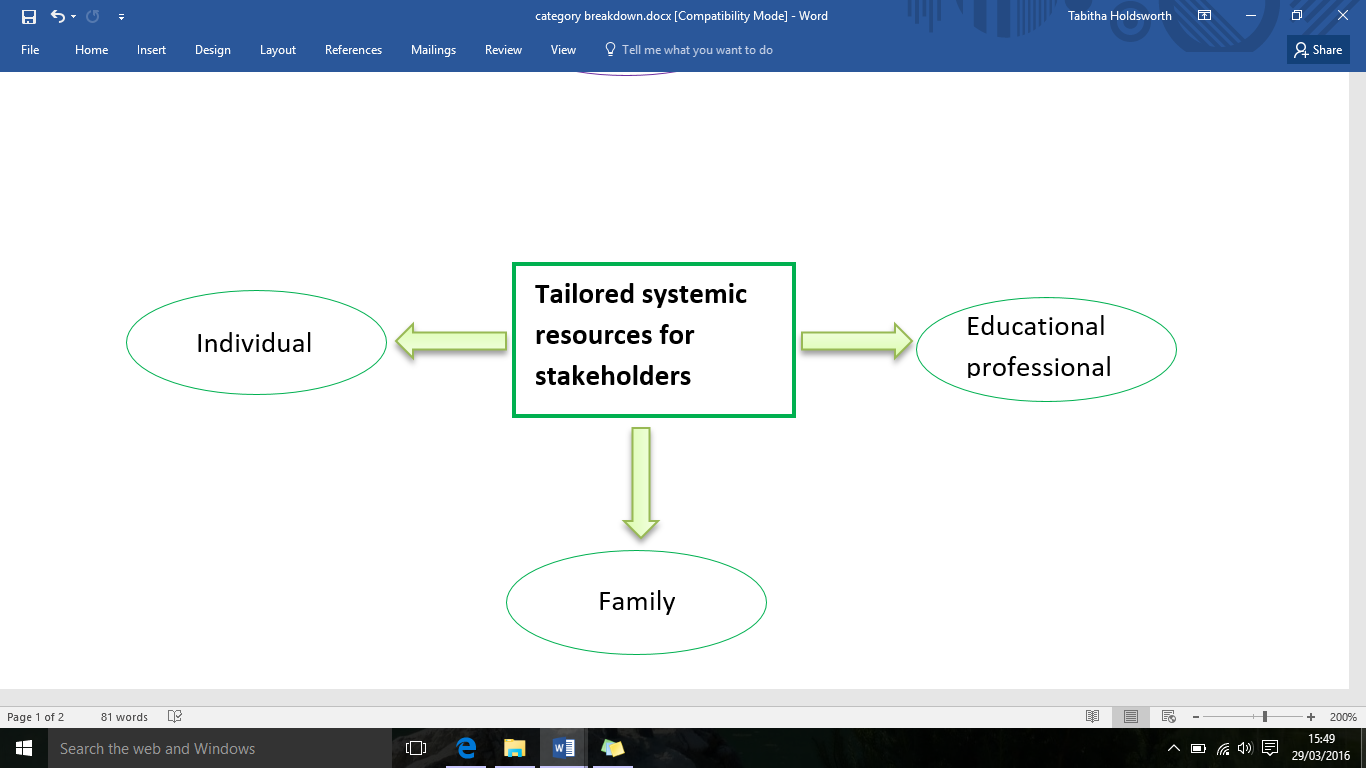 category breakdown.docx [Compatibility Mode] - Word
Tabitha Holdsworth
File
Home
Insert
Design
Layout
References
Mailings
Review
View
Tell me what you want to do
Share
Tailored systemic
resources for
stakeholders
Individual
Educational
professional
Family
Page 1 of 2
81 words
200%
Search the web and Windows
15:49
29/03/2016